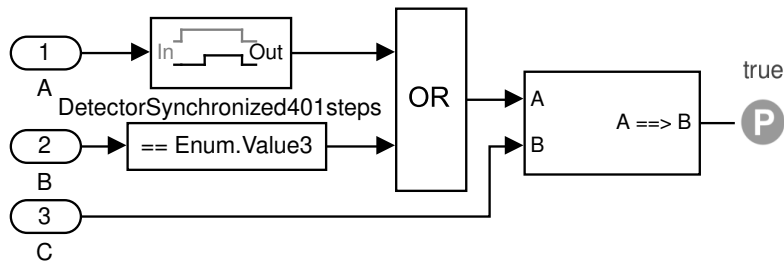 1
A
In
Out
DetectorSynchronized401steps
2
B
== Enum.Value3
3
C
OR
A
B
A ==> B
true
P